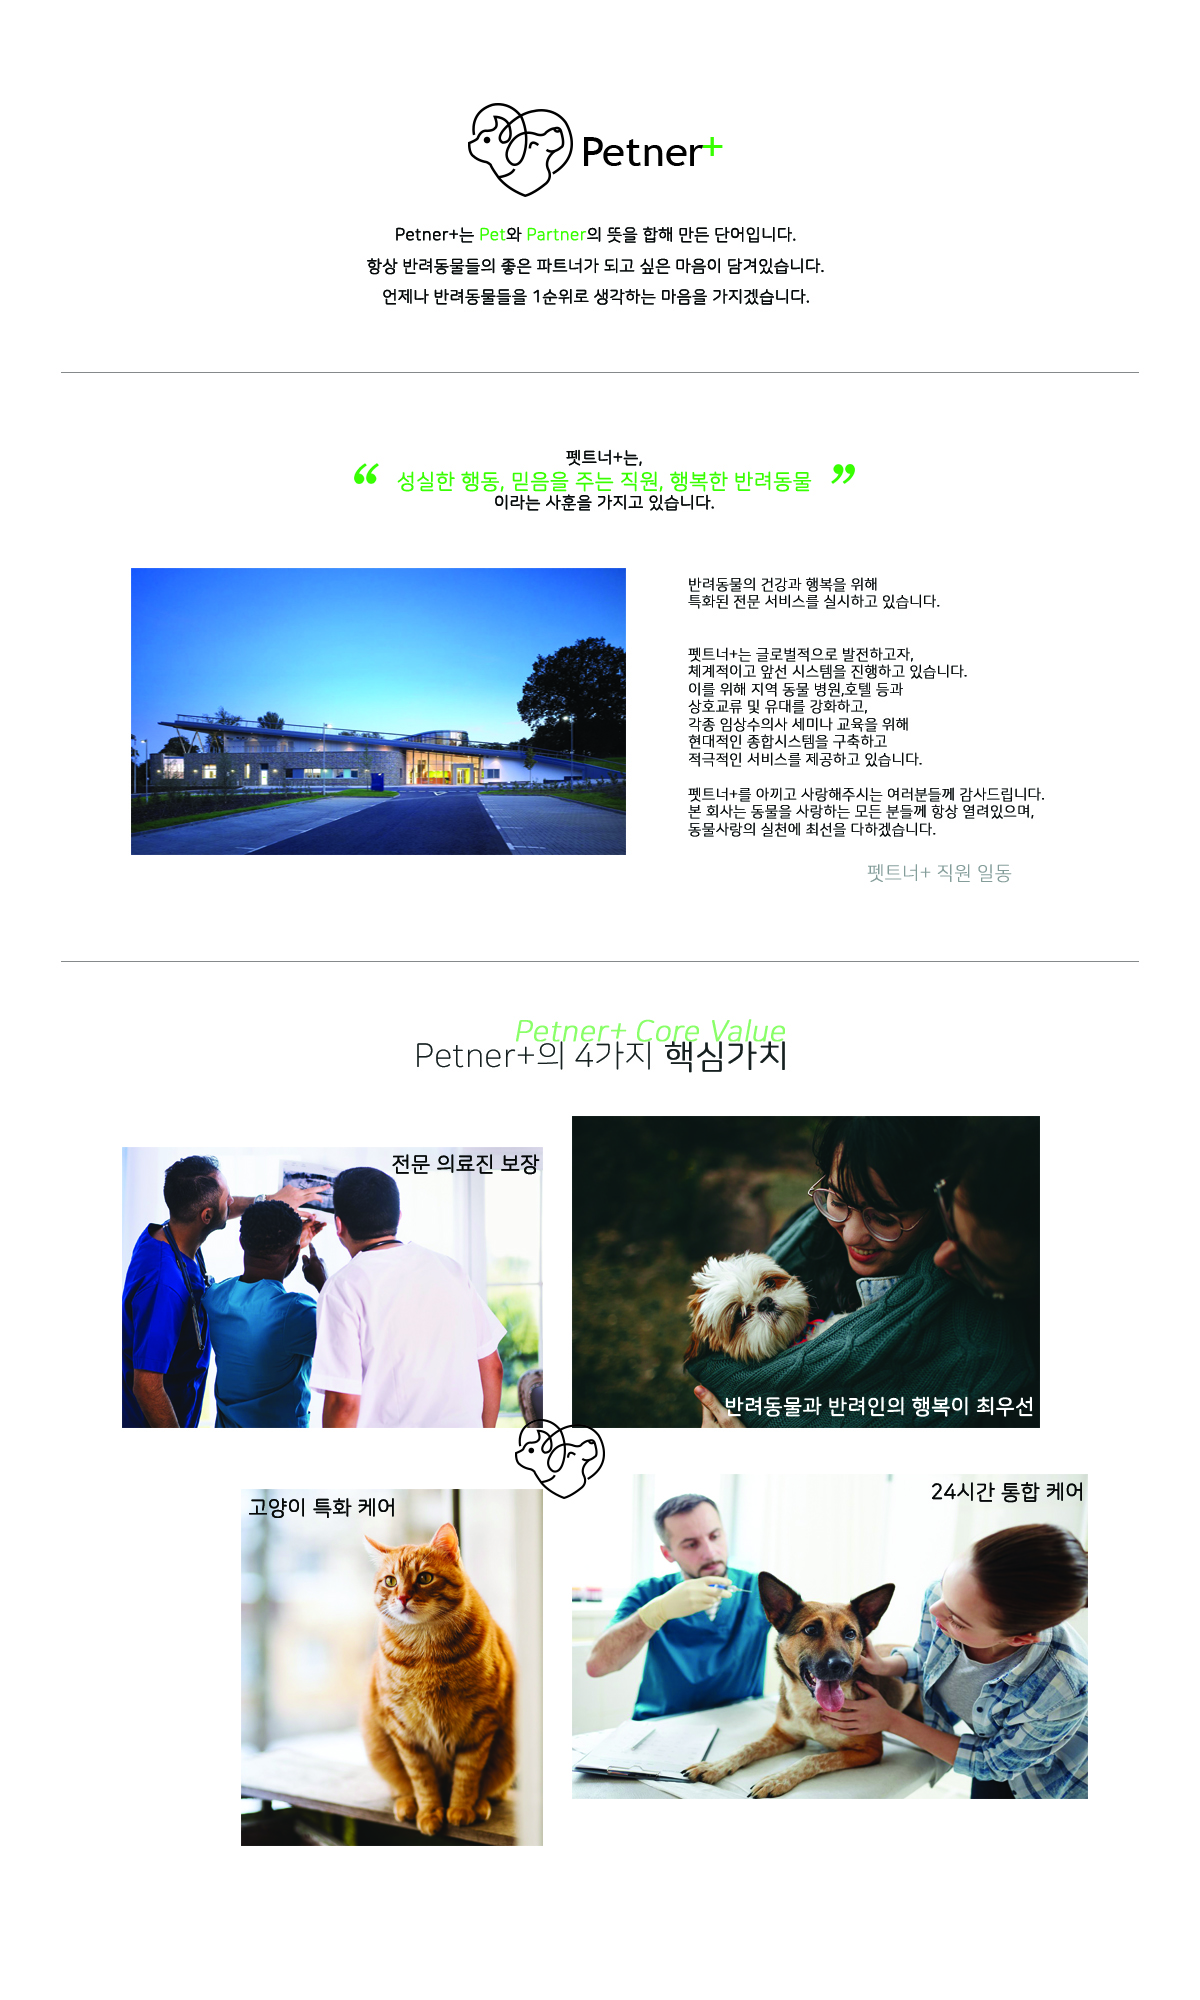 Petner+
Petner+는 Pet와 Partner의 뜻을 합해 만든 단어입니다.
항상 반려동물들의 좋은 파트너가 되고 싶은 마음이 담겨있습니다.
언제나 반려동물들을 1순위로 생각하는 마음을 가지겠습니다.
펫트너+는,
“ 성실한 행동, 믿음을 주는 직원, 행복한 반려동물 ”
이라는 사훈을 가지고 있습니다.
반려동물의 건강과 행복을 위해
특화된 전문 서비스를 실시하고 있습니다.
펫트너+는 글로벌적으로 발전하고자,
체계적이고 앞선 시스템을 진행하고 있습니다.
이를 위해 지역 동물 병원,호텔 등과
상호교류 및 유대를 강화하고,
각종 임상수의사 세미나 교육을 위해
현대적인 종합시스템을 구축하고
적극적인 서비스를 제공하고 있습니다.
펫트너+를 아끼고 사랑해주시는 여러분들께 감사드립니다.
본 회사는 동물을 사랑하는 모든 분들께 항상 열려있으며,
동물사랑의 실천에 최선을 다하겠습니다.
펫트너+ 직원 일동
Petner+ Core Value
Petner+의 4가지 핵심가치
전문 의료진 보장
반려동물과 반려인의 행복이 최우선
고양이 특화 케어
24시간 통합 케어